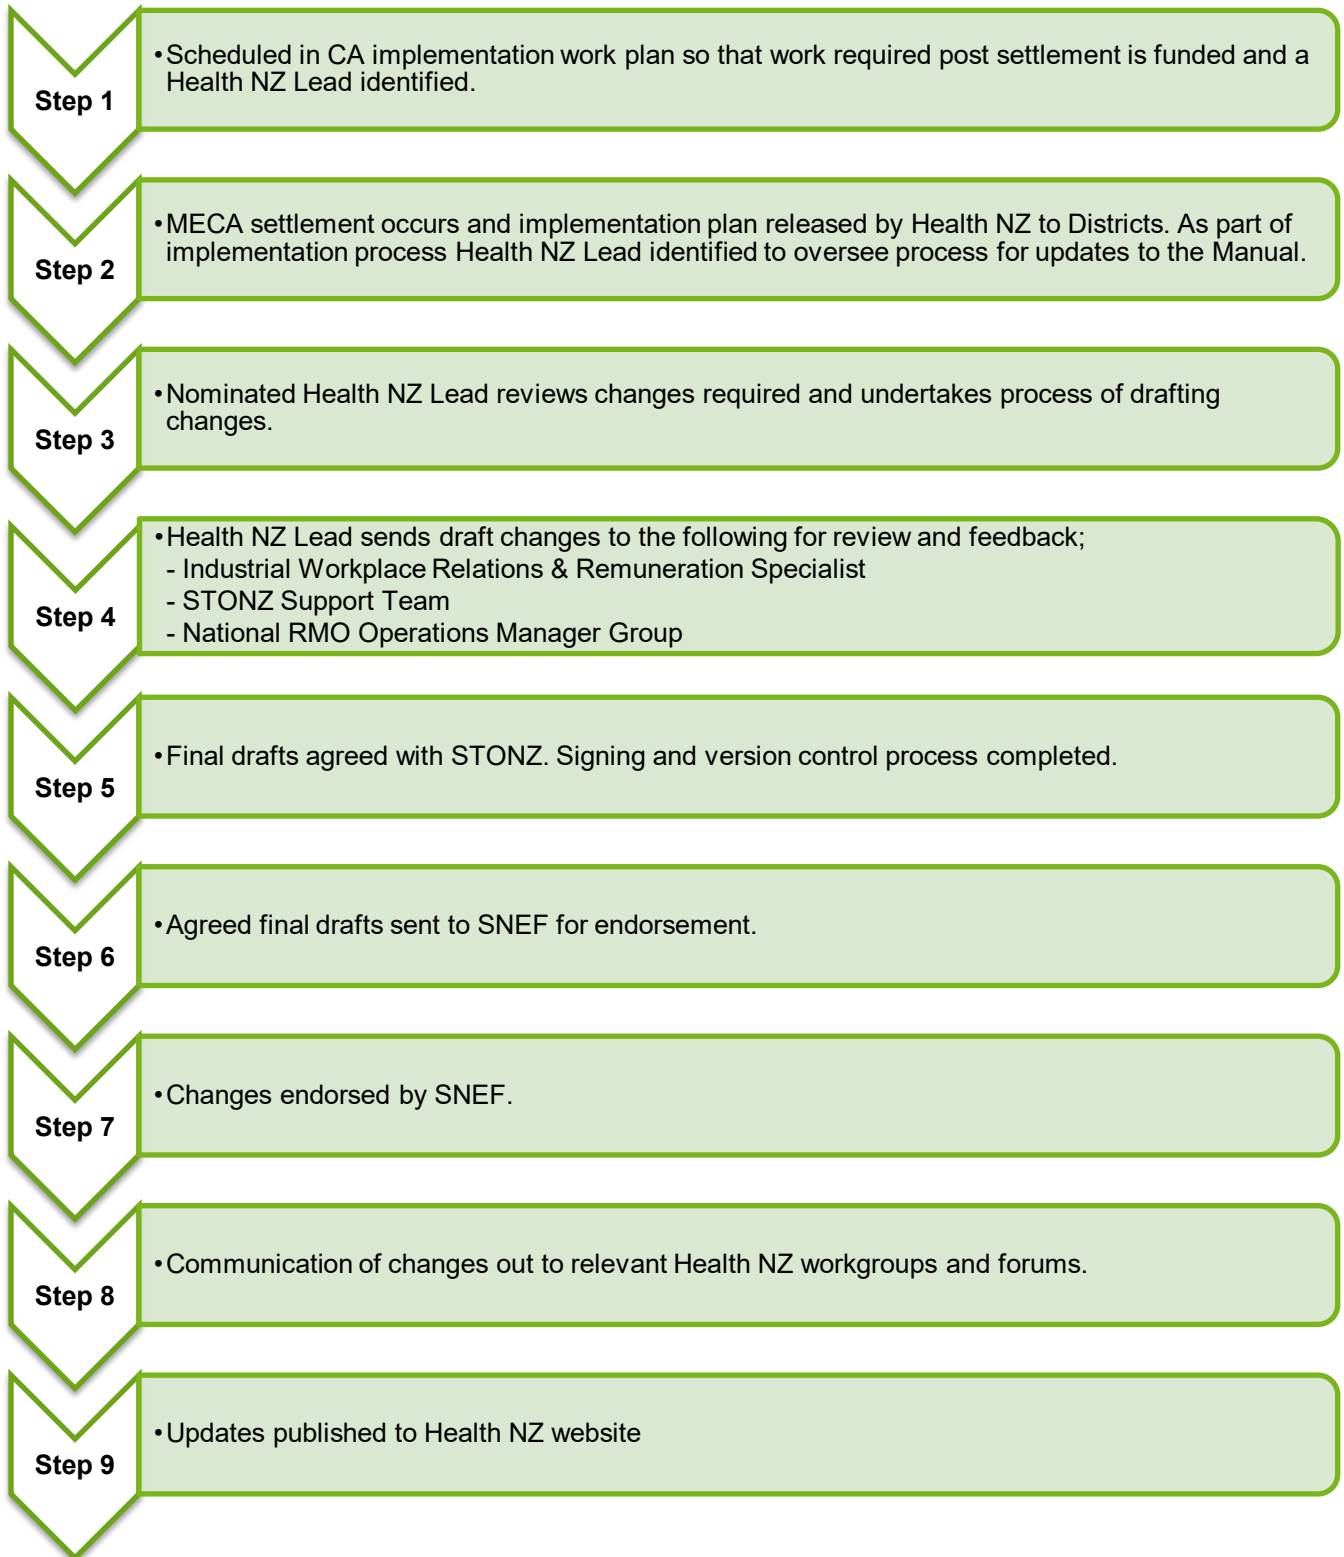 Step 1
•Scheduled in CA implementation work plan so that work required post settlement is funded and a
Health NZ Lead identified.
Step 2
•MECA settlement occurs and implementation plan released by Health NZ to Districts. As part of
implementation process Health NZ Lead identified to oversee process for updates to the Manual.
Step 3
•Nominated Health NZ Lead reviews changes required and undertakes process of drafting
changes.
Step 4
•Health NZ Lead sends draft changes to the following for review and feedback;
- Industrial Workplace Relations & Remuneration Specialist
- STONZ Support Team
- National RMO Operations Manager Group
Step 5
•Final drafts agreed with STONZ. Signing and version control process completed.
Step 6
•Agreed final drafts sent to SNEF for endorsement.
Step 7
•Changes endorsed by SNEF.
Step 8
•Communication of changes out to relevant Health NZ workgroups and forums.
Step 9
•Updates published to Health NZ website